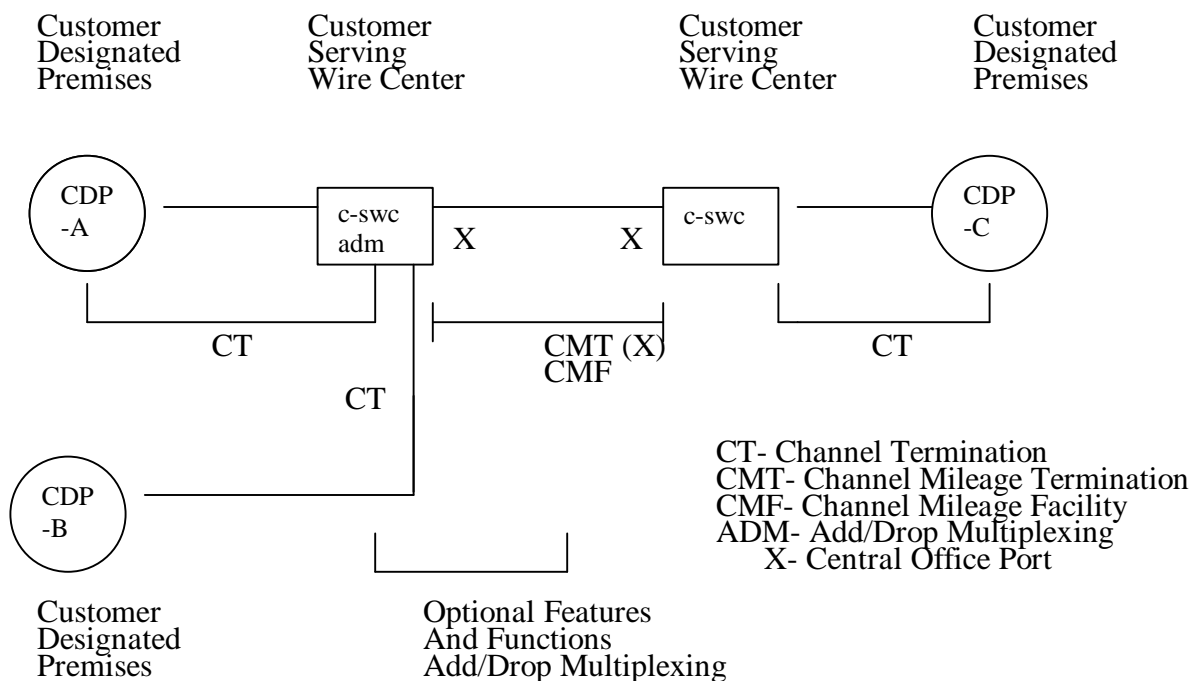 Customer
Designated
Premises
Customer
Serving
Wire Center
Customer
Serving
Wire Center
Customer
Designated
Premises
CDP
-A
c-swc
adm
X
X
c-swc
CDP
-C
CT
CMT (X)
CMF
CT
CT
CDP
-B
CT- Channel Termination
CMT- Channel Mileage Termination
CMF- Channel Mileage Facility
ADM- Add/Drop Multiplexing
X- Central Office Port
Customer
Designated
Premises
Optional Features
And Functions
Add/Drop Multiplexing